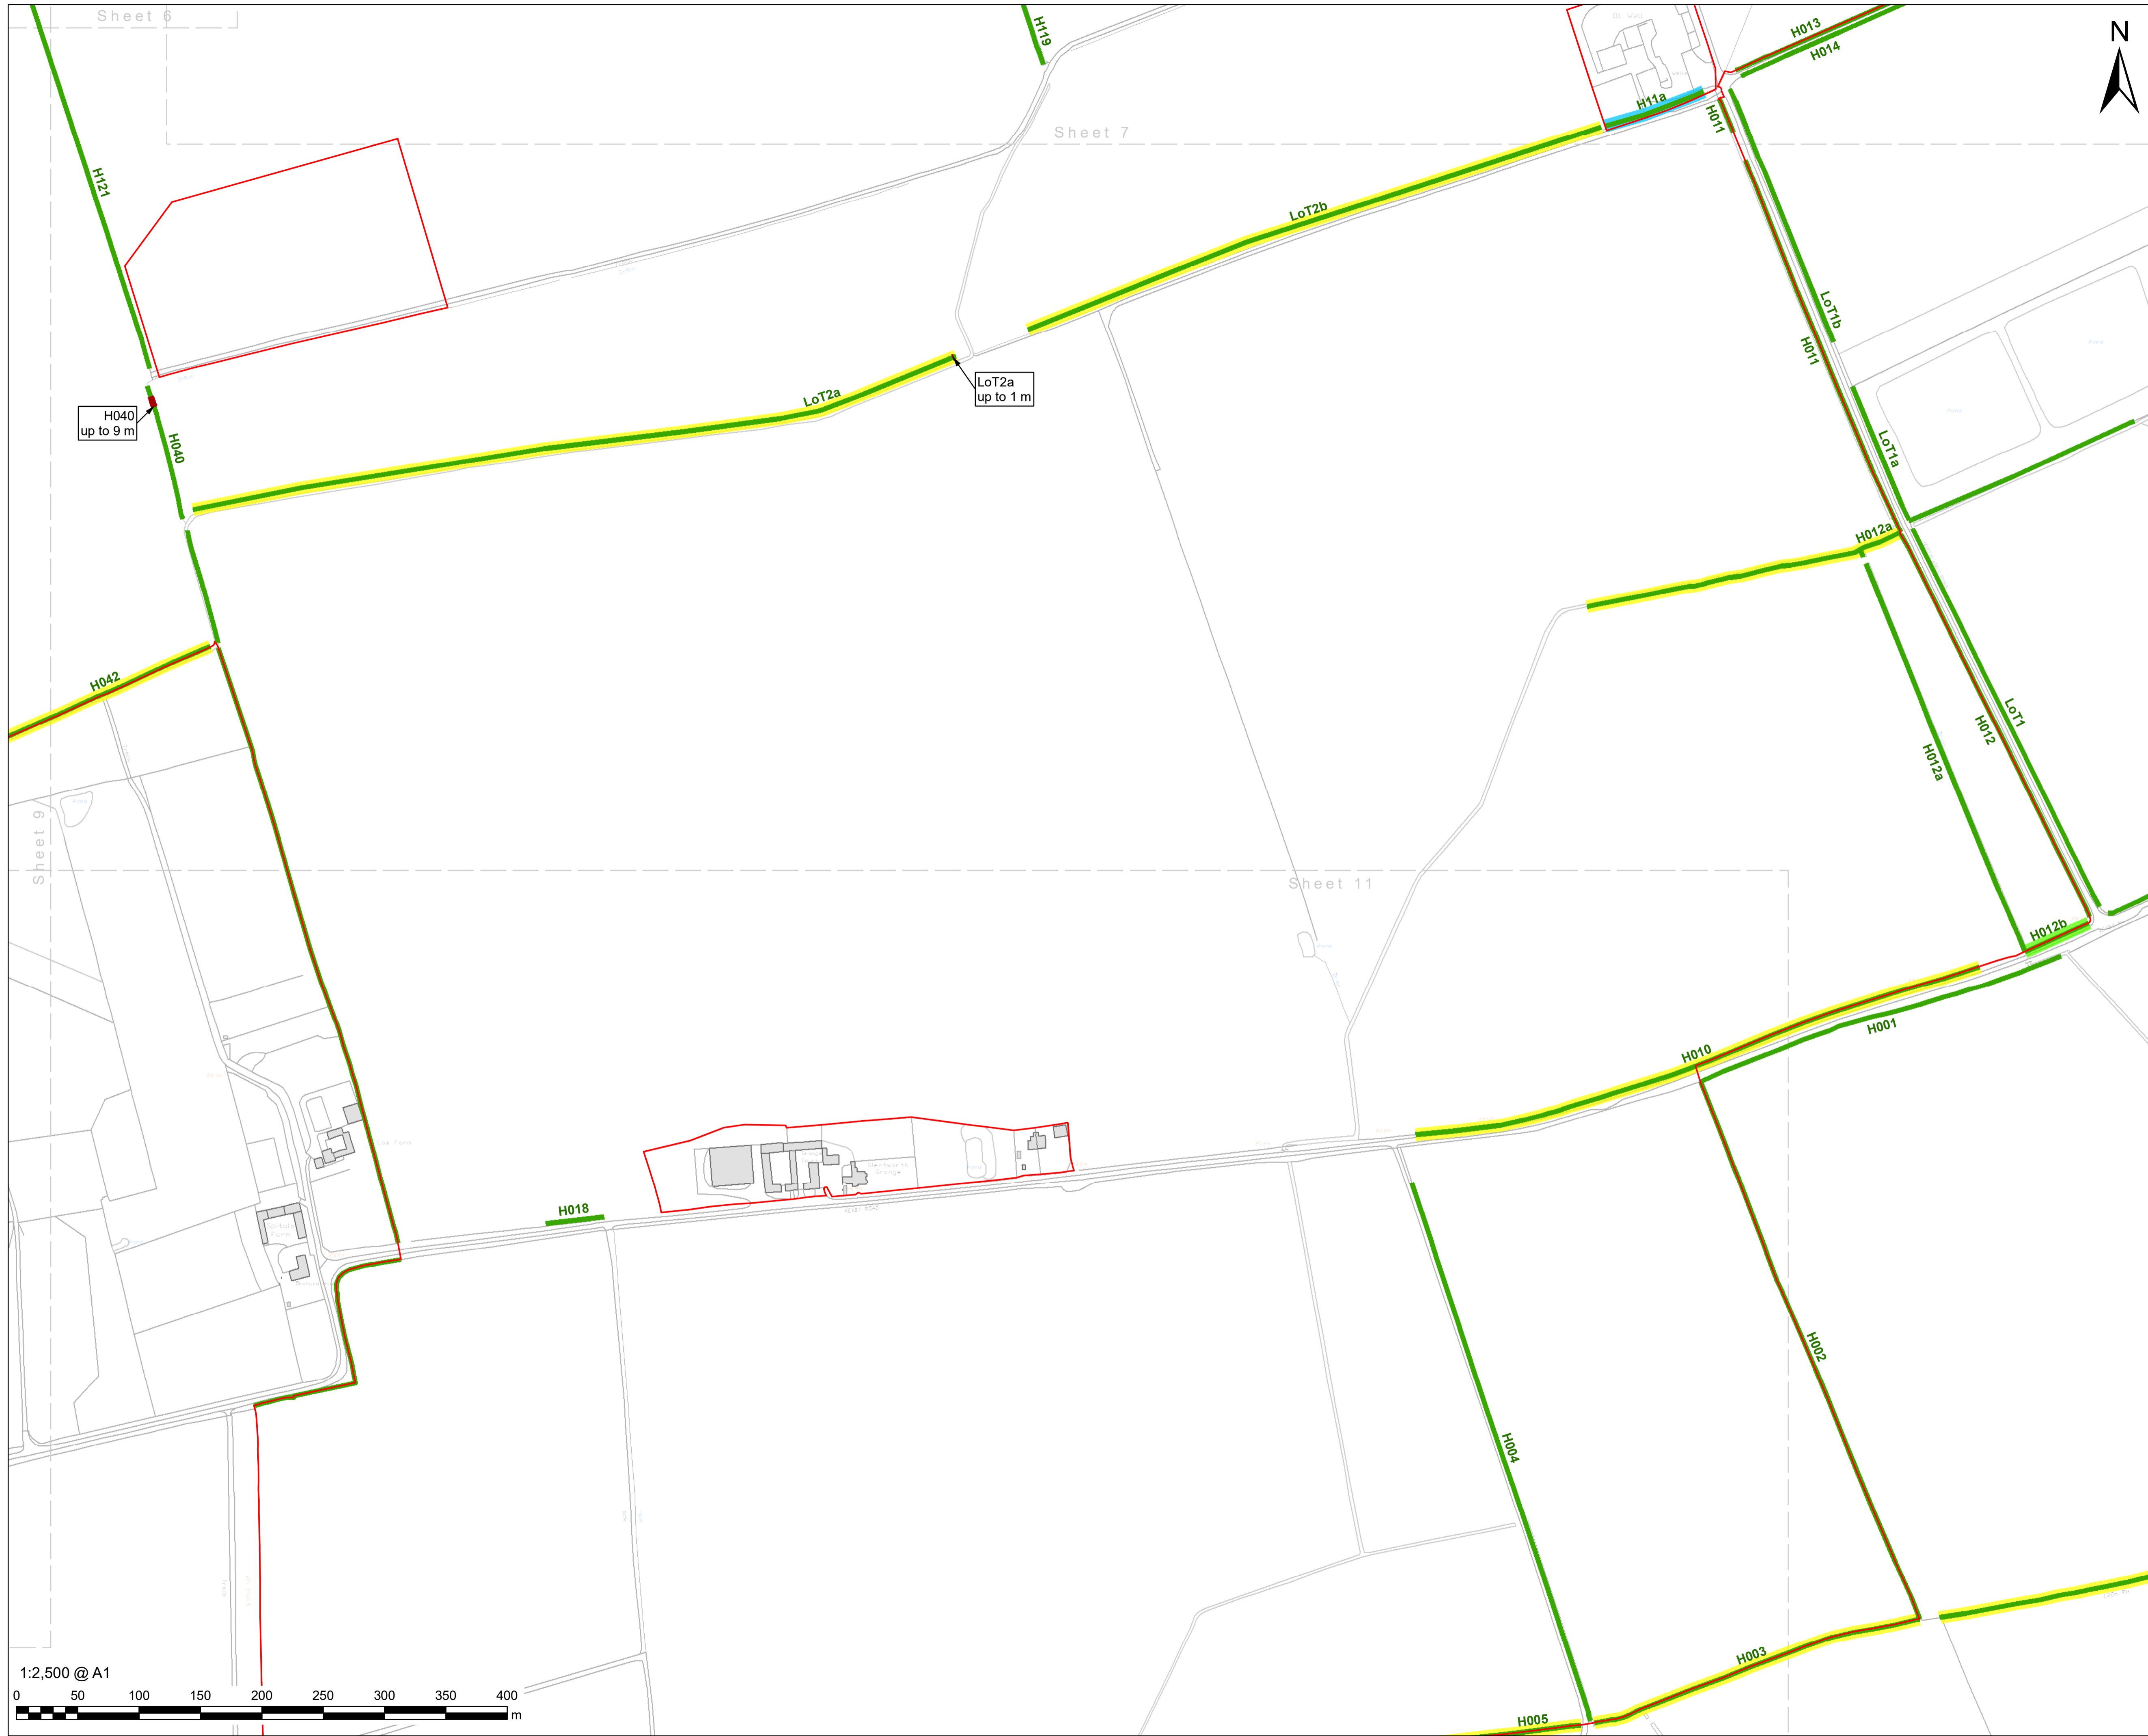 Sheet 6
H119
H013
H014
N
H11a
H011
Sheet 7
H121
LoT2b
LoT1b
H011
LoT2a
LoT2a
up to 1 m
H040
up to 9 m
H040
LoT1a
H012a
H042
LoT1
H012
H012a
Sheet 9
Sheet 11
H012b
H001
H010
H018
H002
H004
H003
H005
1:2,500 @ A1
0 50 100 150 200 250 300 350 400
m